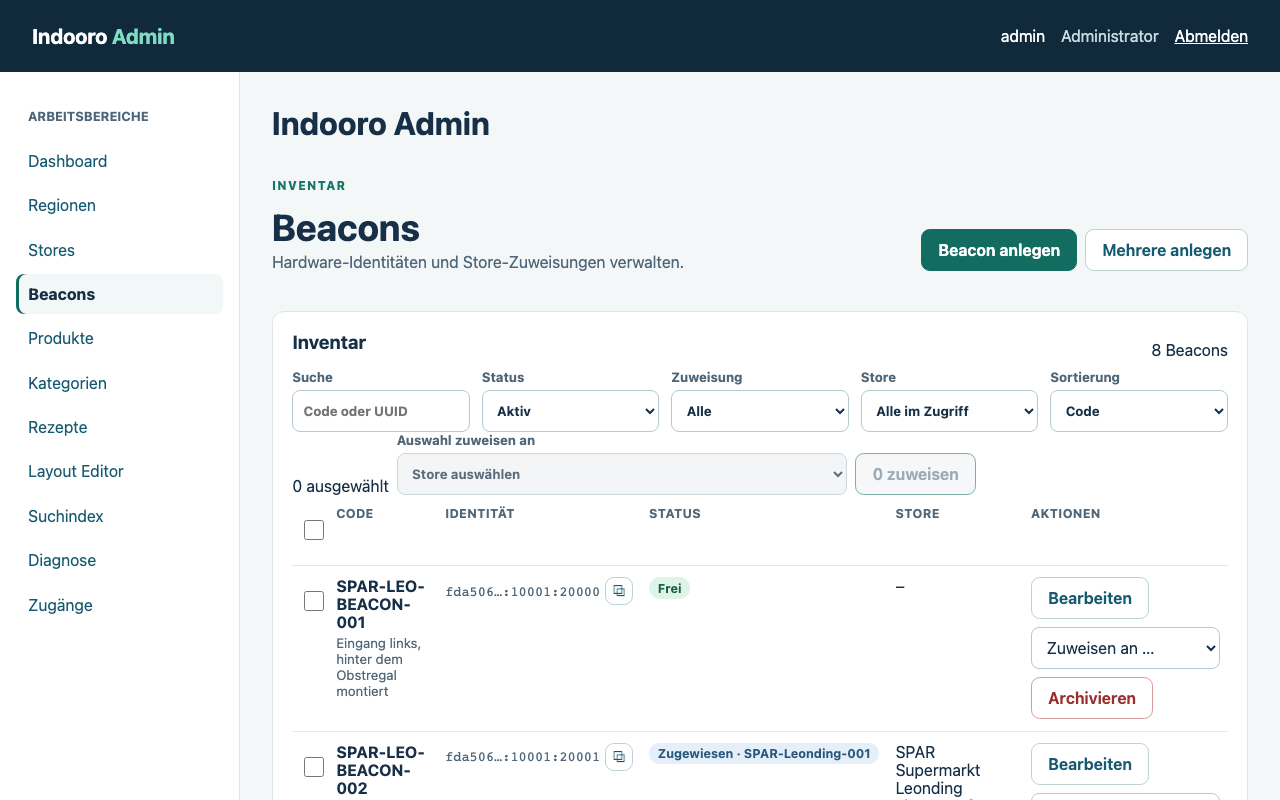 Indooro Admin
admin Administrator Abmelden
ARBEITSBEREICHE
Dashboard
Regionen
Stores
Beacons
Produkte
Kategorien
Rezepte
Layout Editor
Suchindex
Diagnose
Zugänge
Indooro Admin
INVENTAR
Beacons
Hardware-Identitäten und Store-Zuweisungen verwalten.
Beacon anlegen
Mehrere anlegen
Inventar
8 Beacons
Suche
Status
Zuweisung
Store
Sortierung
Code oder UUID
Aktiv
Alle
Alle im Zugriff
Code
Auswahl zuweisen an
0 ausgewählt
Store auswählen
0 zuweisen
CODE
IDENTITÄT
STATUS
STORE
AKTIONEN
SPAR-LEO-
BEACON-
001
Eingang links,
hinter dem
Obstregal
montiert
fda506…:10001:20000
Frei
–
Bearbeiten
Zuweisen an ...
Archivieren
SPAR-LEO-
BEACON-
002
fda506…:10001:20001
Zugewiesen · SPAR-Leonding-001
SPAR
Supermarkt
Leonding
Bearbeiten